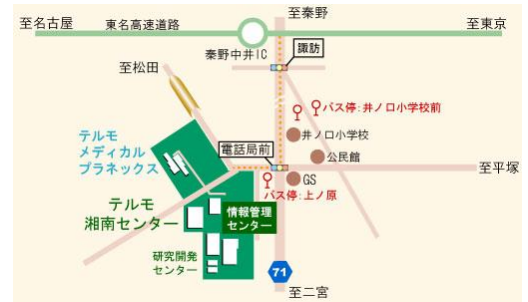 至秦野
至名古屋
東名高速道路
至東京
秦野中井IC
諏訪
至松田
バス停:井ノ口小学校前
井ノ口小学校
テルモ
メディカル
プラネックス
電話局前
公民館
至平塚
GS
バス停:上ノ原
テルモ
湘南センター
情報管理
センター
研究開発
センター
71
至二宮